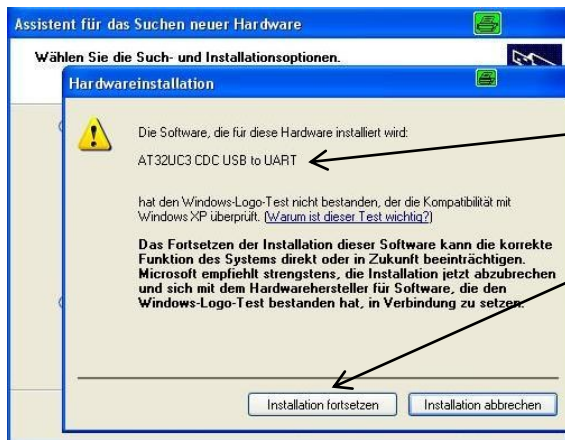 Assistent für das Suchen neuer Hardware
Wählen Sie die Such- und Installationsoptionen.
Hardwareinstallation
Die Software, die für diese Hardware installiert wird:
AT32UC3 CDC USB to UART
hat den Windows-Logo-Test nicht bestanden, der die Kompatibilität mit
Windows XP überprüft. (Warum ist dieser Test wichtig?)
Das Fortsetzen der Installation dieser Software kann die korrekte
Funktion des Systems direkt oder in Zukunft beeinträchtigen.
Microsoft empfiehlt strengstens, die Installation jetzt abzubrechen
und sich mit dem Hardwarehersteller für Software, die den
Windows-Logo-Test bestanden hat, in Verbindung zu setzen.
Installation fortsetzen Installation abbrechen